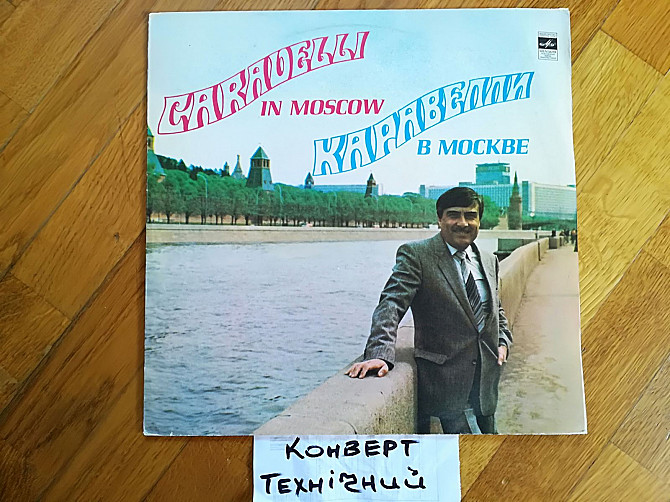 CARAVELLI
IN MOSCOW
КАРАВЕЛЛИ
В МОСКВЕ
КОНВЕРТ
ТЕХНІЧНИЙ